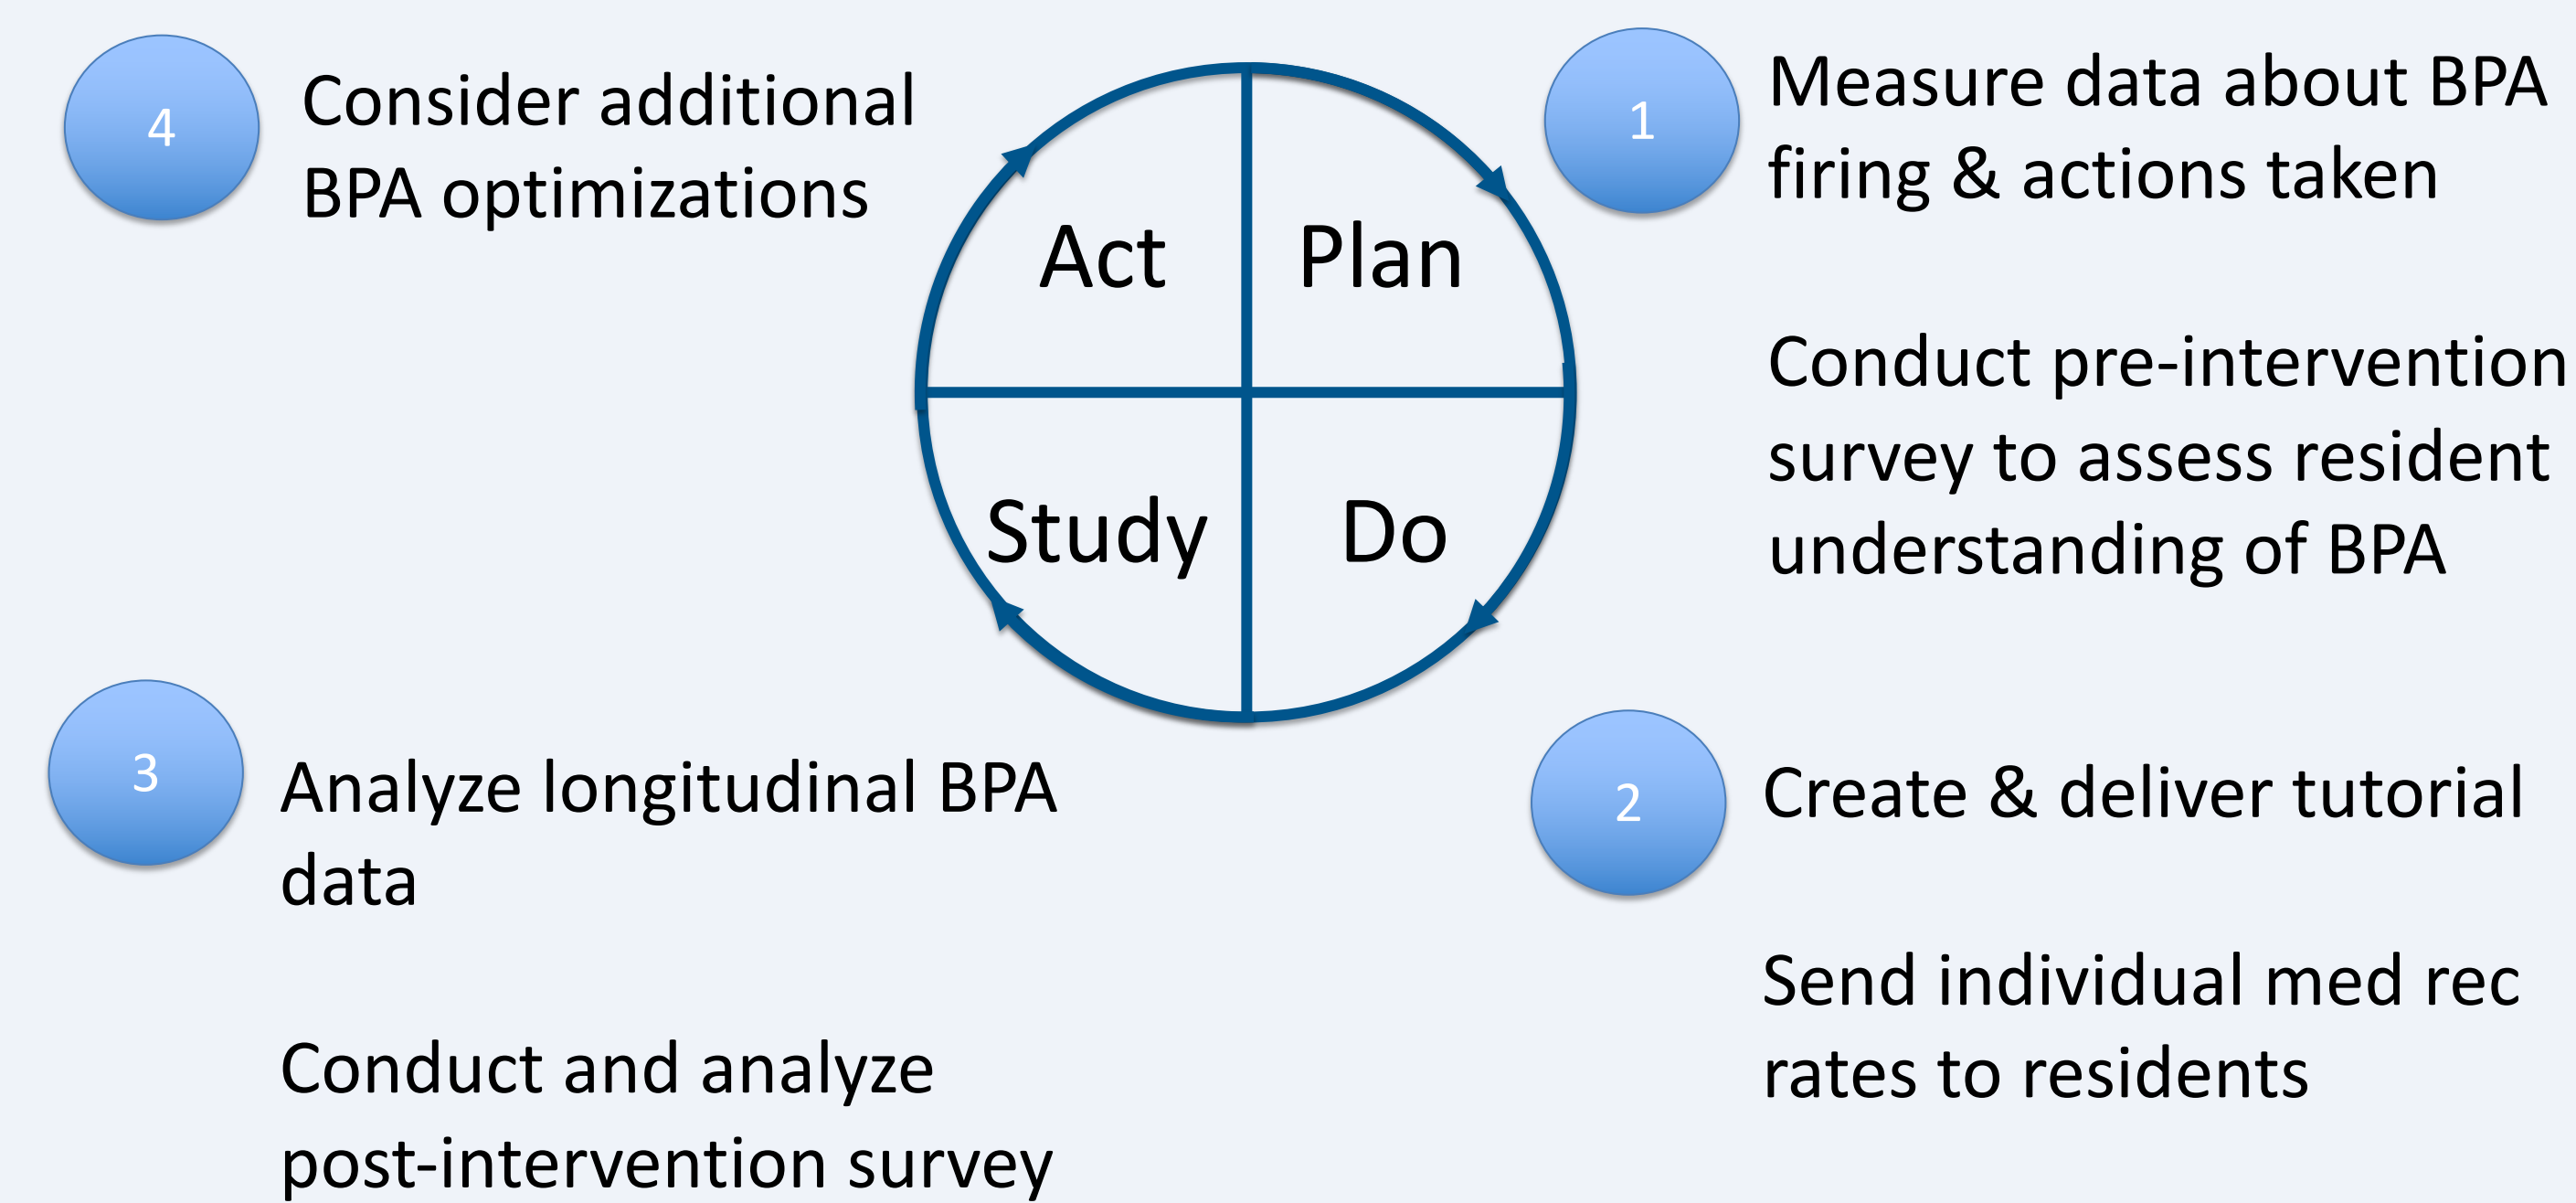 4
Consider additional
BPA optimizations
Act
Plan
Study
Do
1
Measure data about BPA
firing & actions taken
Conduct pre-intervention
survey to assess resident
understanding of BPA
3
Analyze longitudinal BPA
data
Conduct and analyze
post-intervention survey
2
Create & deliver tutorial
Send individual med rec
rates to residents